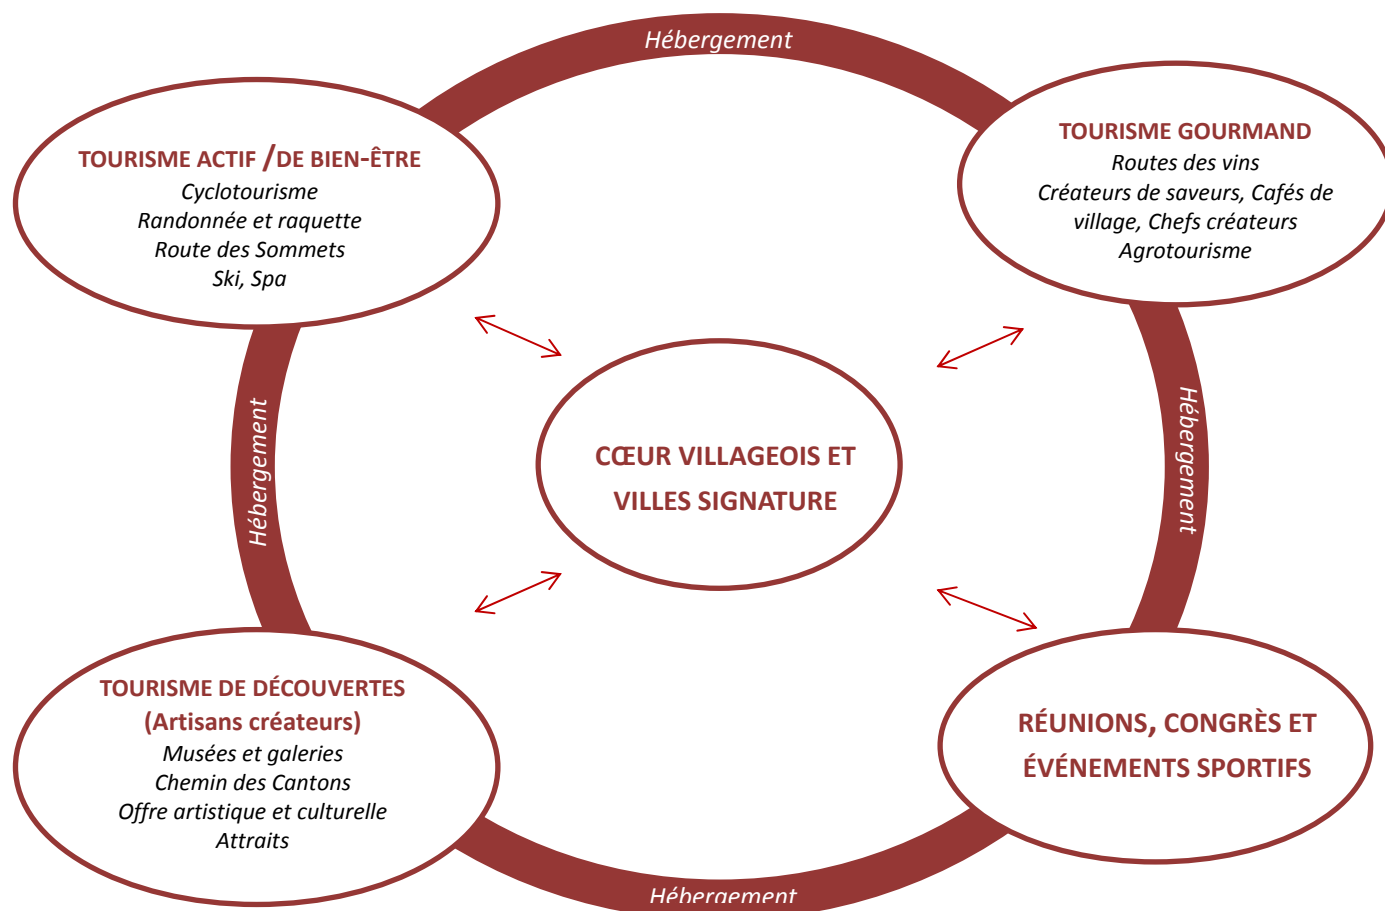 Hébergement
TOURISME ACTIF /DE BIEN-ÊTRE
Cyclotourisme
Randonnée et raquette
Route des Sommets
Ski, Spa
TOURISME GOURMAND
Routes des vins
Créateurs de saveurs, Cafés de
village, Chefs créateurs
Agrotourisme
Hébergement
CŒUR VILLAGEOIS ET
VILLES SIGNATURE
Hébergement
TOURISME DE DÉCOUVERTES
(Artisans créateurs)
Musées et galeries
Chemin des Cantons
Offre artistique et culturelle
Attraits
RÉUNIONS, CONGRÈS ET
ÉVÉNEMENTS SPORTIFS
Hébergement